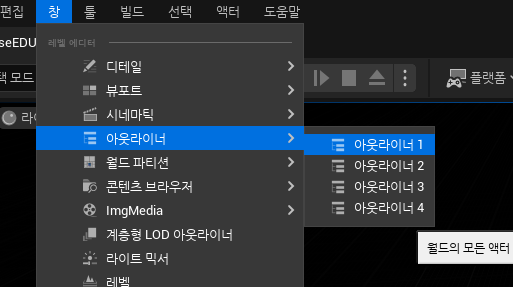 편집 창 툴 빌드 선택 액터 도움말
seEDU
레벨 에디터
택 모드
디테일
플랫폼
뷰포트
시네마틱
라이
아웃라이너
아웃라이너 1
월드 파티션
아웃라이너 2
콘텐츠 브라우저
아웃라이너 3
ImgMedia
아웃라이너 4
계층형 LOD 아웃라이너
월드의 모든 액터
라이트 믹서
레벨